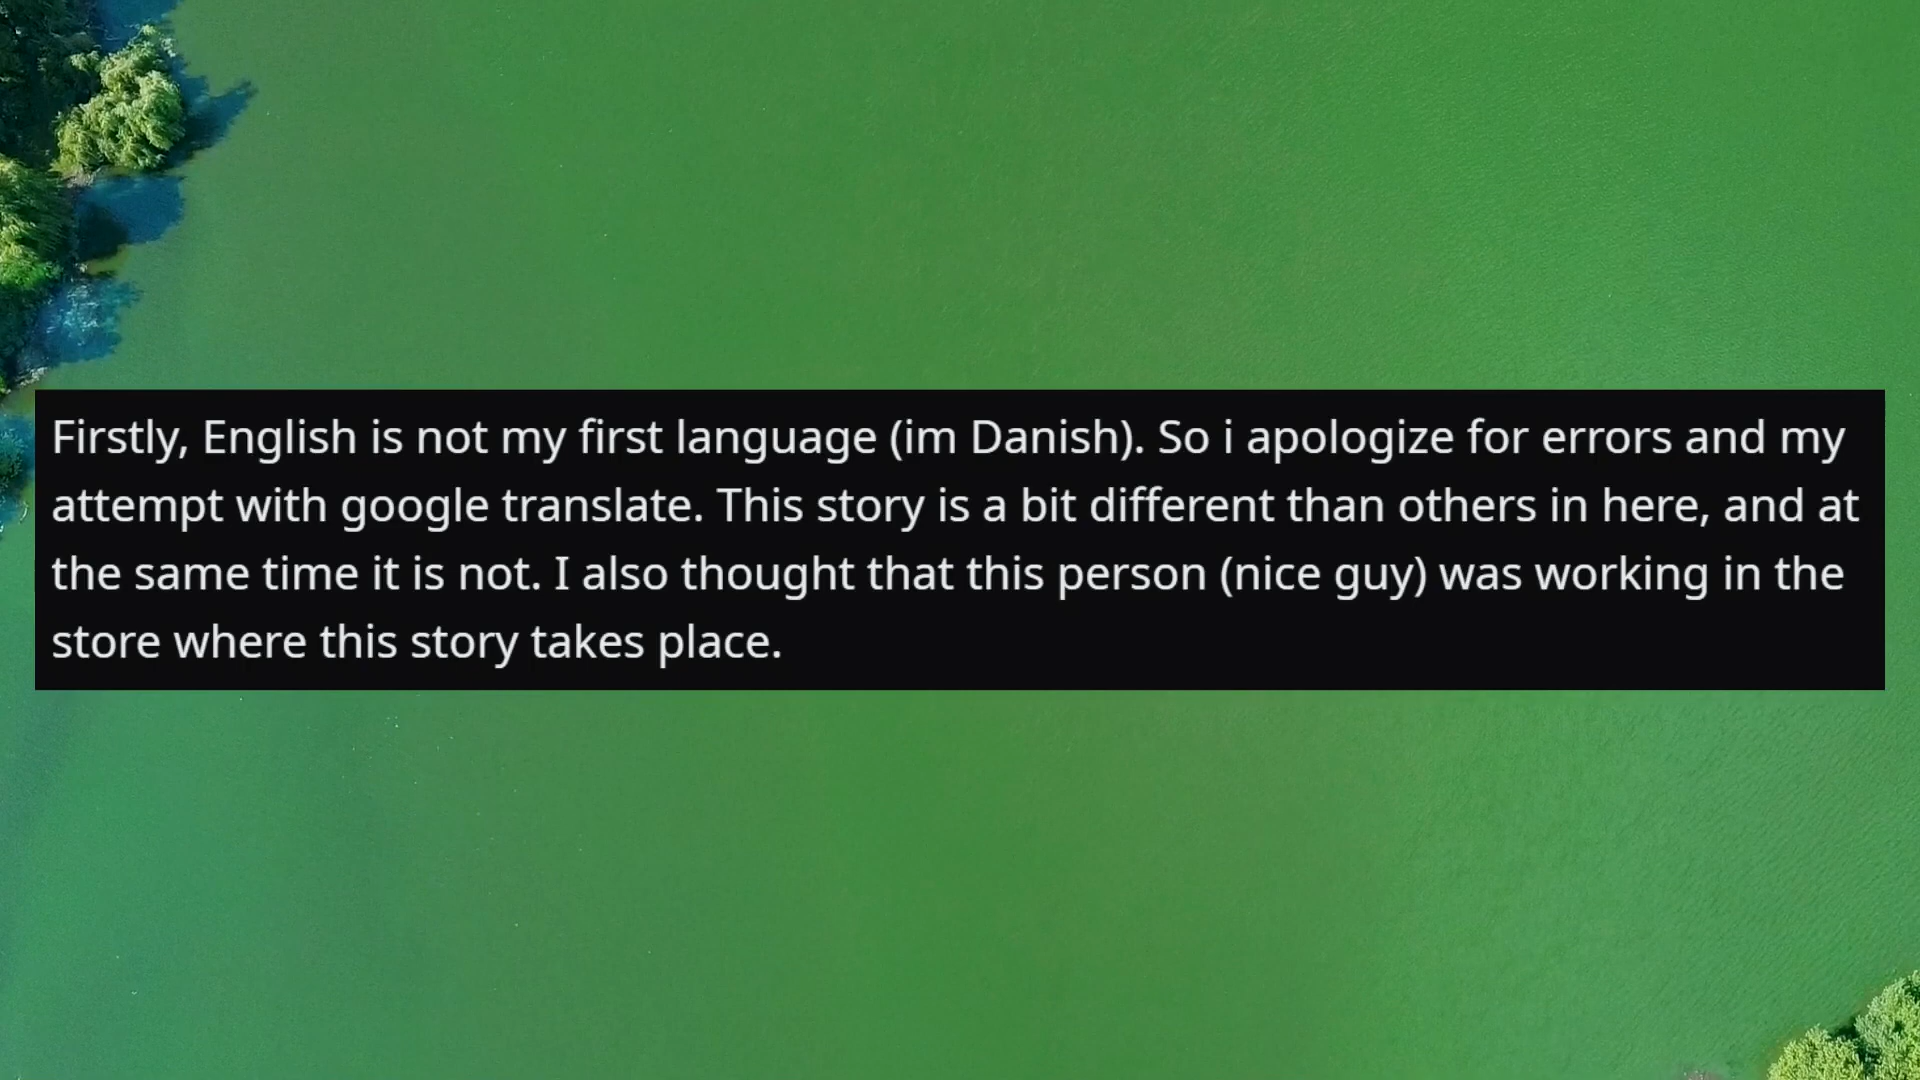 Firstly, English is not my first language (im Danish). So i apologize for errors and my
attempt with google translate. This story is a bit different than others in here, and at
the same time it is not. I also thought that this person (nice guy) was working in the
store where this story takes place.